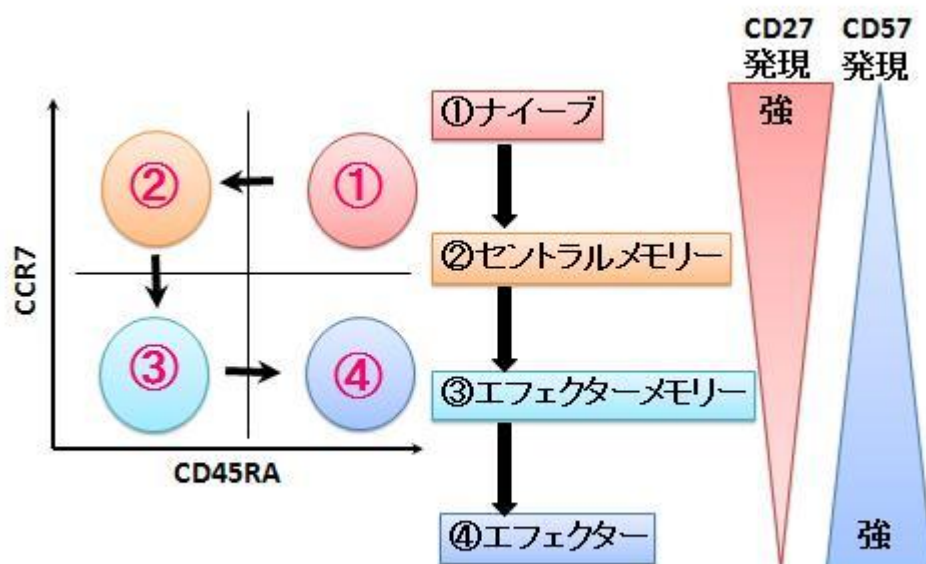 CD27
発現
CD57
発現
強
①ナイーブ
②
①
②セントラルメモリー
CCR7
③
④
③エフェクターメモリー
CD45RA
④エフェクター
強